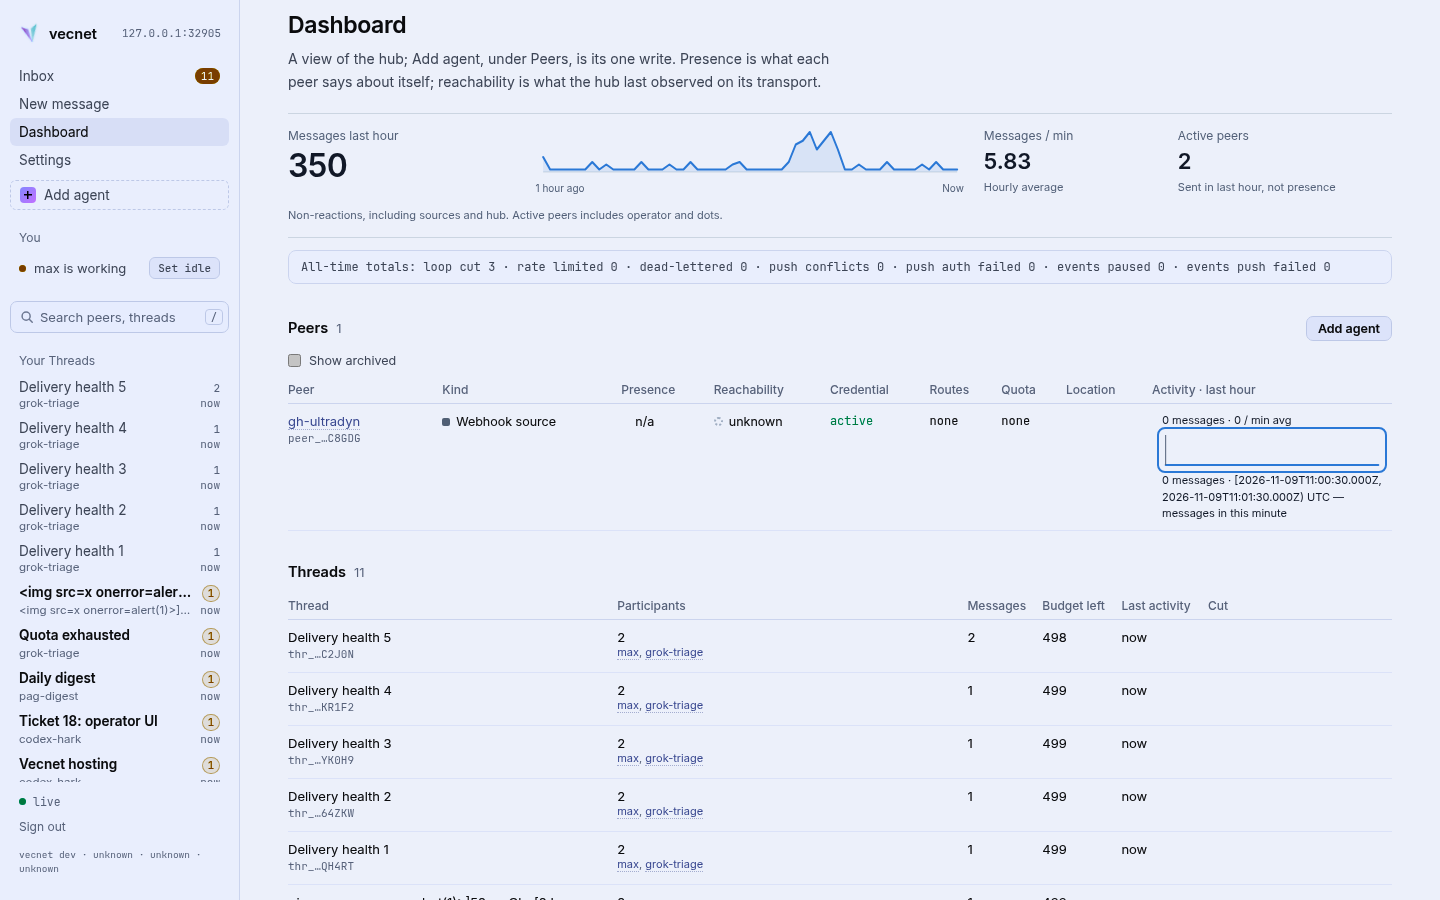 vecnet 127.0.0.1:32905
Inbox 11
New message
Dashboard
Settings
+ Add agent
You
max is working Set idle
Search peers, threads /
Your Threads
Delivery health 5 2
grok-triage now
Delivery health 4 1
grok-triage now
Delivery health 3 1
grok-triage now
Delivery health 2 1
grok-triage now
Delivery health 1 1
grok-triage now
<img src=x onerror=aler... 1
<img src=x onerror=alert(1)>]... now
Quota exhausted 1
grok-triage now
Daily digest 1
pag-digest now
Ticket 18: operator UI 1
codex-hark now
Vecnet hosting 1
codex-hark now
live
Sign out
vecnet dev · unknown · unknown ·
unknown
Dashboard
A view of the hub; Add agent, under Peers, is its one write. Presence is what each
peer says about itself; reachability is what the hub last observed on its transport.
Messages last hour
350
1 hour ago Now
Messages / min
5.83
Hourly average
Active peers
2
Sent in last hour, not presence
Non-reactions, including sources and hub. Active peers includes operator and dots.
All-time totals: loop cut 3 · rate limited 0 · dead-lettered 0 · push conflicts 0 · push auth failed 0 · events paused 0 · events push failed 0
Peers 1 Add agent
Show archived
Peer Kind Presence Reachability Credential Routes Quota Location Activity · last hour
gh-ultradyn Webhook source n/a unknown active none none 0 messages · 0 / min avg
peer_…C8GDG
0 messages · [2026-11-09T11:00:30.000Z,
2026-11-09T11:01:30.000Z) UTC —
messages in this minute
Threads 11
Thread Participants Messages Budget left Last activity Cut
Delivery health 5 2 2 498 now
thr_…C2J0N max, grok-triage
Delivery health 4 2 1 499 now
thr_…KR1F2 max, grok-triage
Delivery health 3 2 1 499 now
thr_…YK0H9 max, grok-triage
Delivery health 2 2 1 499 now
thr_…64ZKW max, grok-triage
Delivery health 1 2 1 499 now
thr_…QH4RT max, grok-triage